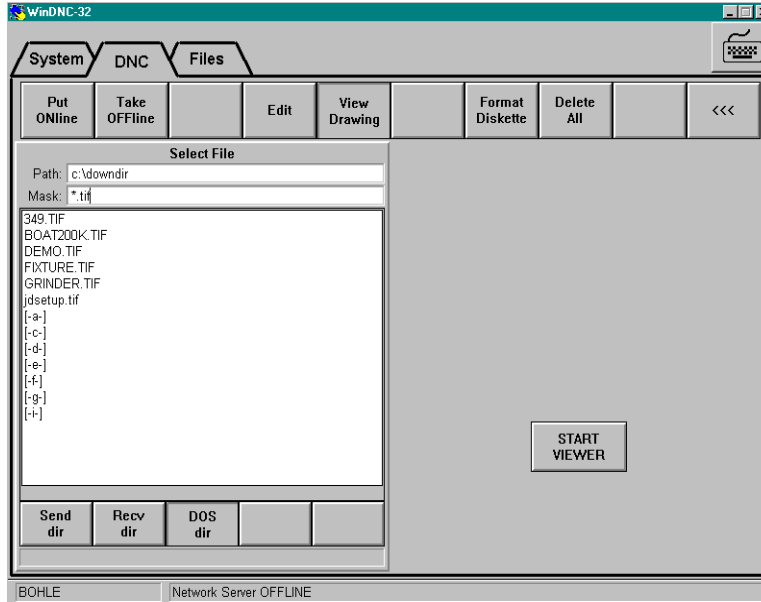 WinDNC-32
System DNC Files
Put ONline
Take OFFline
Edit
View Drawing
Format Diskette
Delete All
<<<
Select File
Path: c:\downdir
Mask: *.tif
349.TIF
BOAT200K.TIF
DEMO.TIF
FIXTURE.TIF
GRINDER.TIF
jdsetup.tif
[-a-]
[-c-]
[-d-]
[-e-]
[-f-]
[-g-]
[-i-]
START
VIEWER
Send dir
Recv dir
DOS dir
BOHLE
Network Server OFFLINE